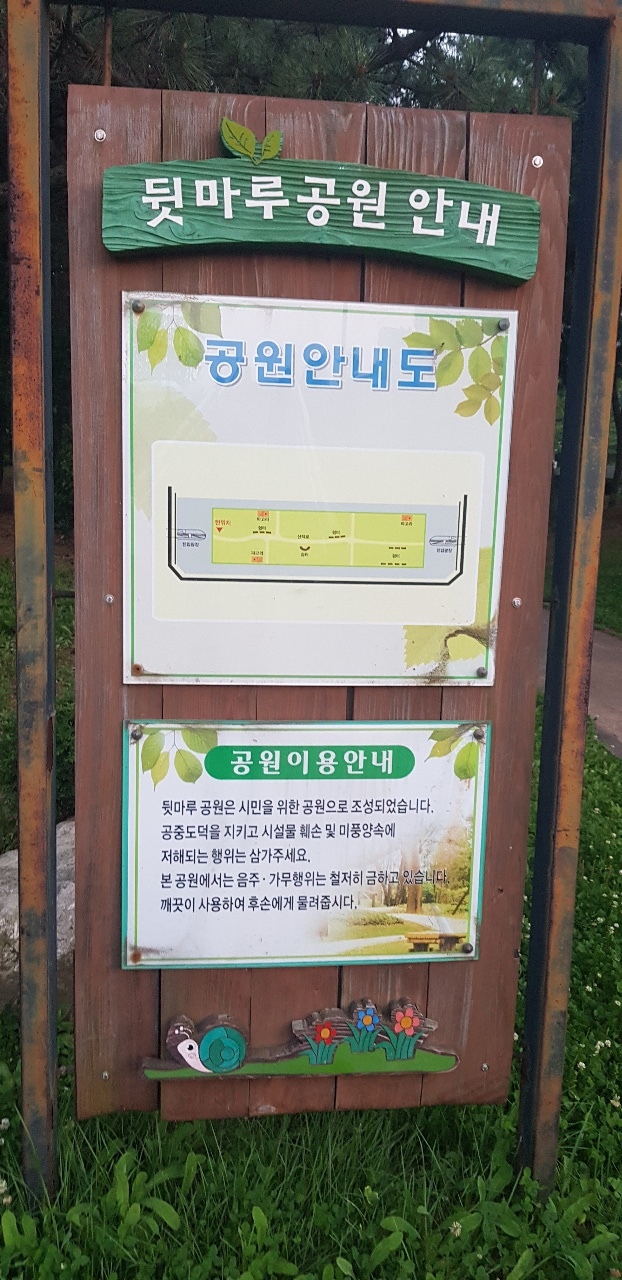 뒷마루공원 안내
공원안내도
현위치
산책로
쉼터
공원이용안내
뒷마루 공원은 시민을 위한 공원으로 조성되었습니다.
공중도덕을 지키고 시설물 훼손 및 미풍양속에
저해되는 행위는 삼가주세요.
본 공원에서는 음주·가무행위는 철저히 금하고 있습니다.
깨끗이 사용하여 후손에게 물려줍시다.